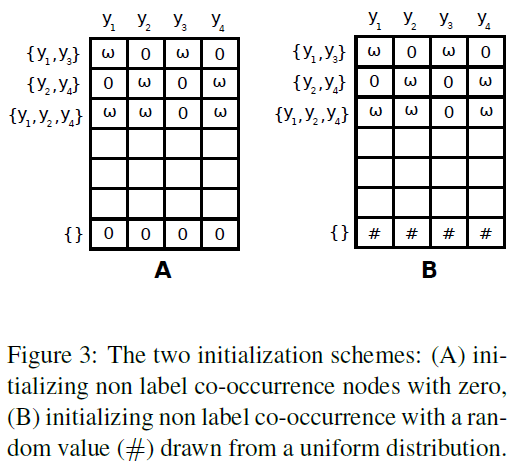 y₁ y₂ y₃ y₄ y₁ y₂ y₃ y₄
{y₁,y₃} ω 0 ω 0 {y₁,y₃} ω 0 ω 0
{y₂,y₄} 0 ω 0 ω {y₂,y₄} 0 ω 0 ω
{y₁,y₂,y₄} ω ω 0 ω {y₁,y₂,y₄} ω ω 0 ω
{} 0 0 0 0 {} # # # #
A B
Figure 3: The two initialization schemes: (A) ini-
tializing non label co-occurrence nodes with zero,
(B) initializing non label co-occurrence with a ran-
dom value (#) drawn from a uniform distribution.